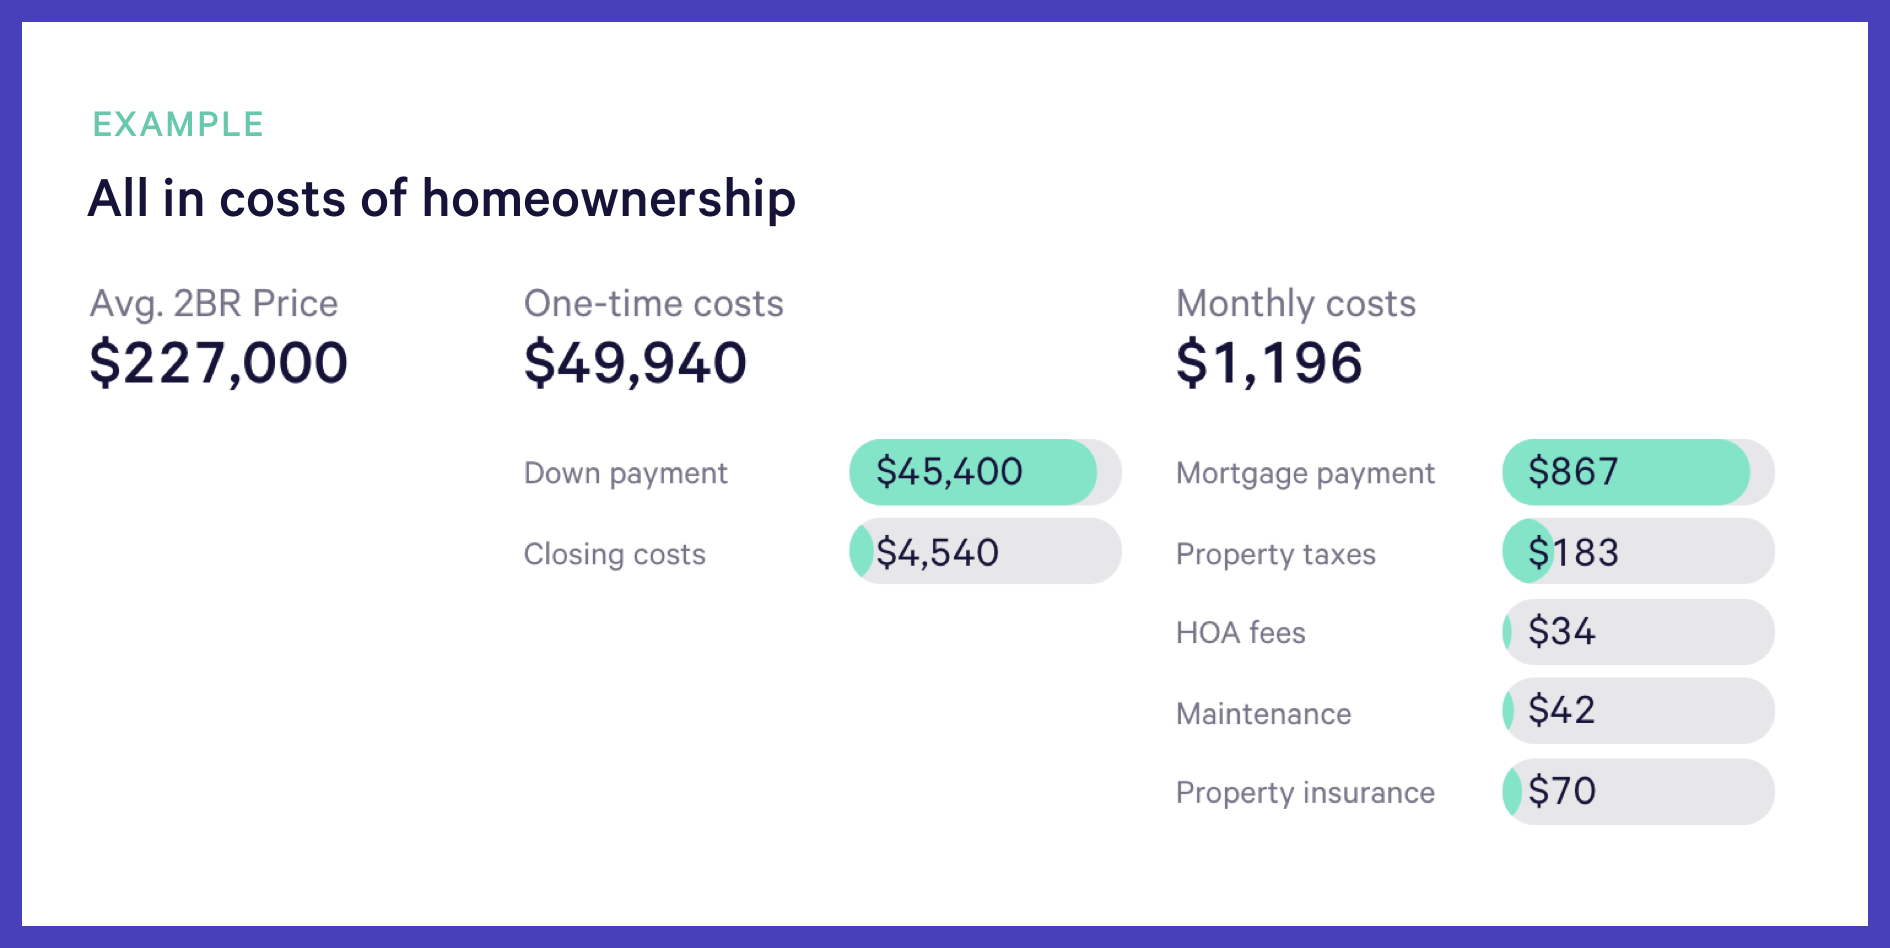 EXAMPLE
All in costs of homeownership
Avg. 2BR Price
$227,000
One-time costs
$49,940
Down payment $45,400
Closing costs $4,540
Monthly costs
$1,196
Mortgage payment $867
Property taxes $183
HOA fees $34
Maintenance $42
Property insurance $70